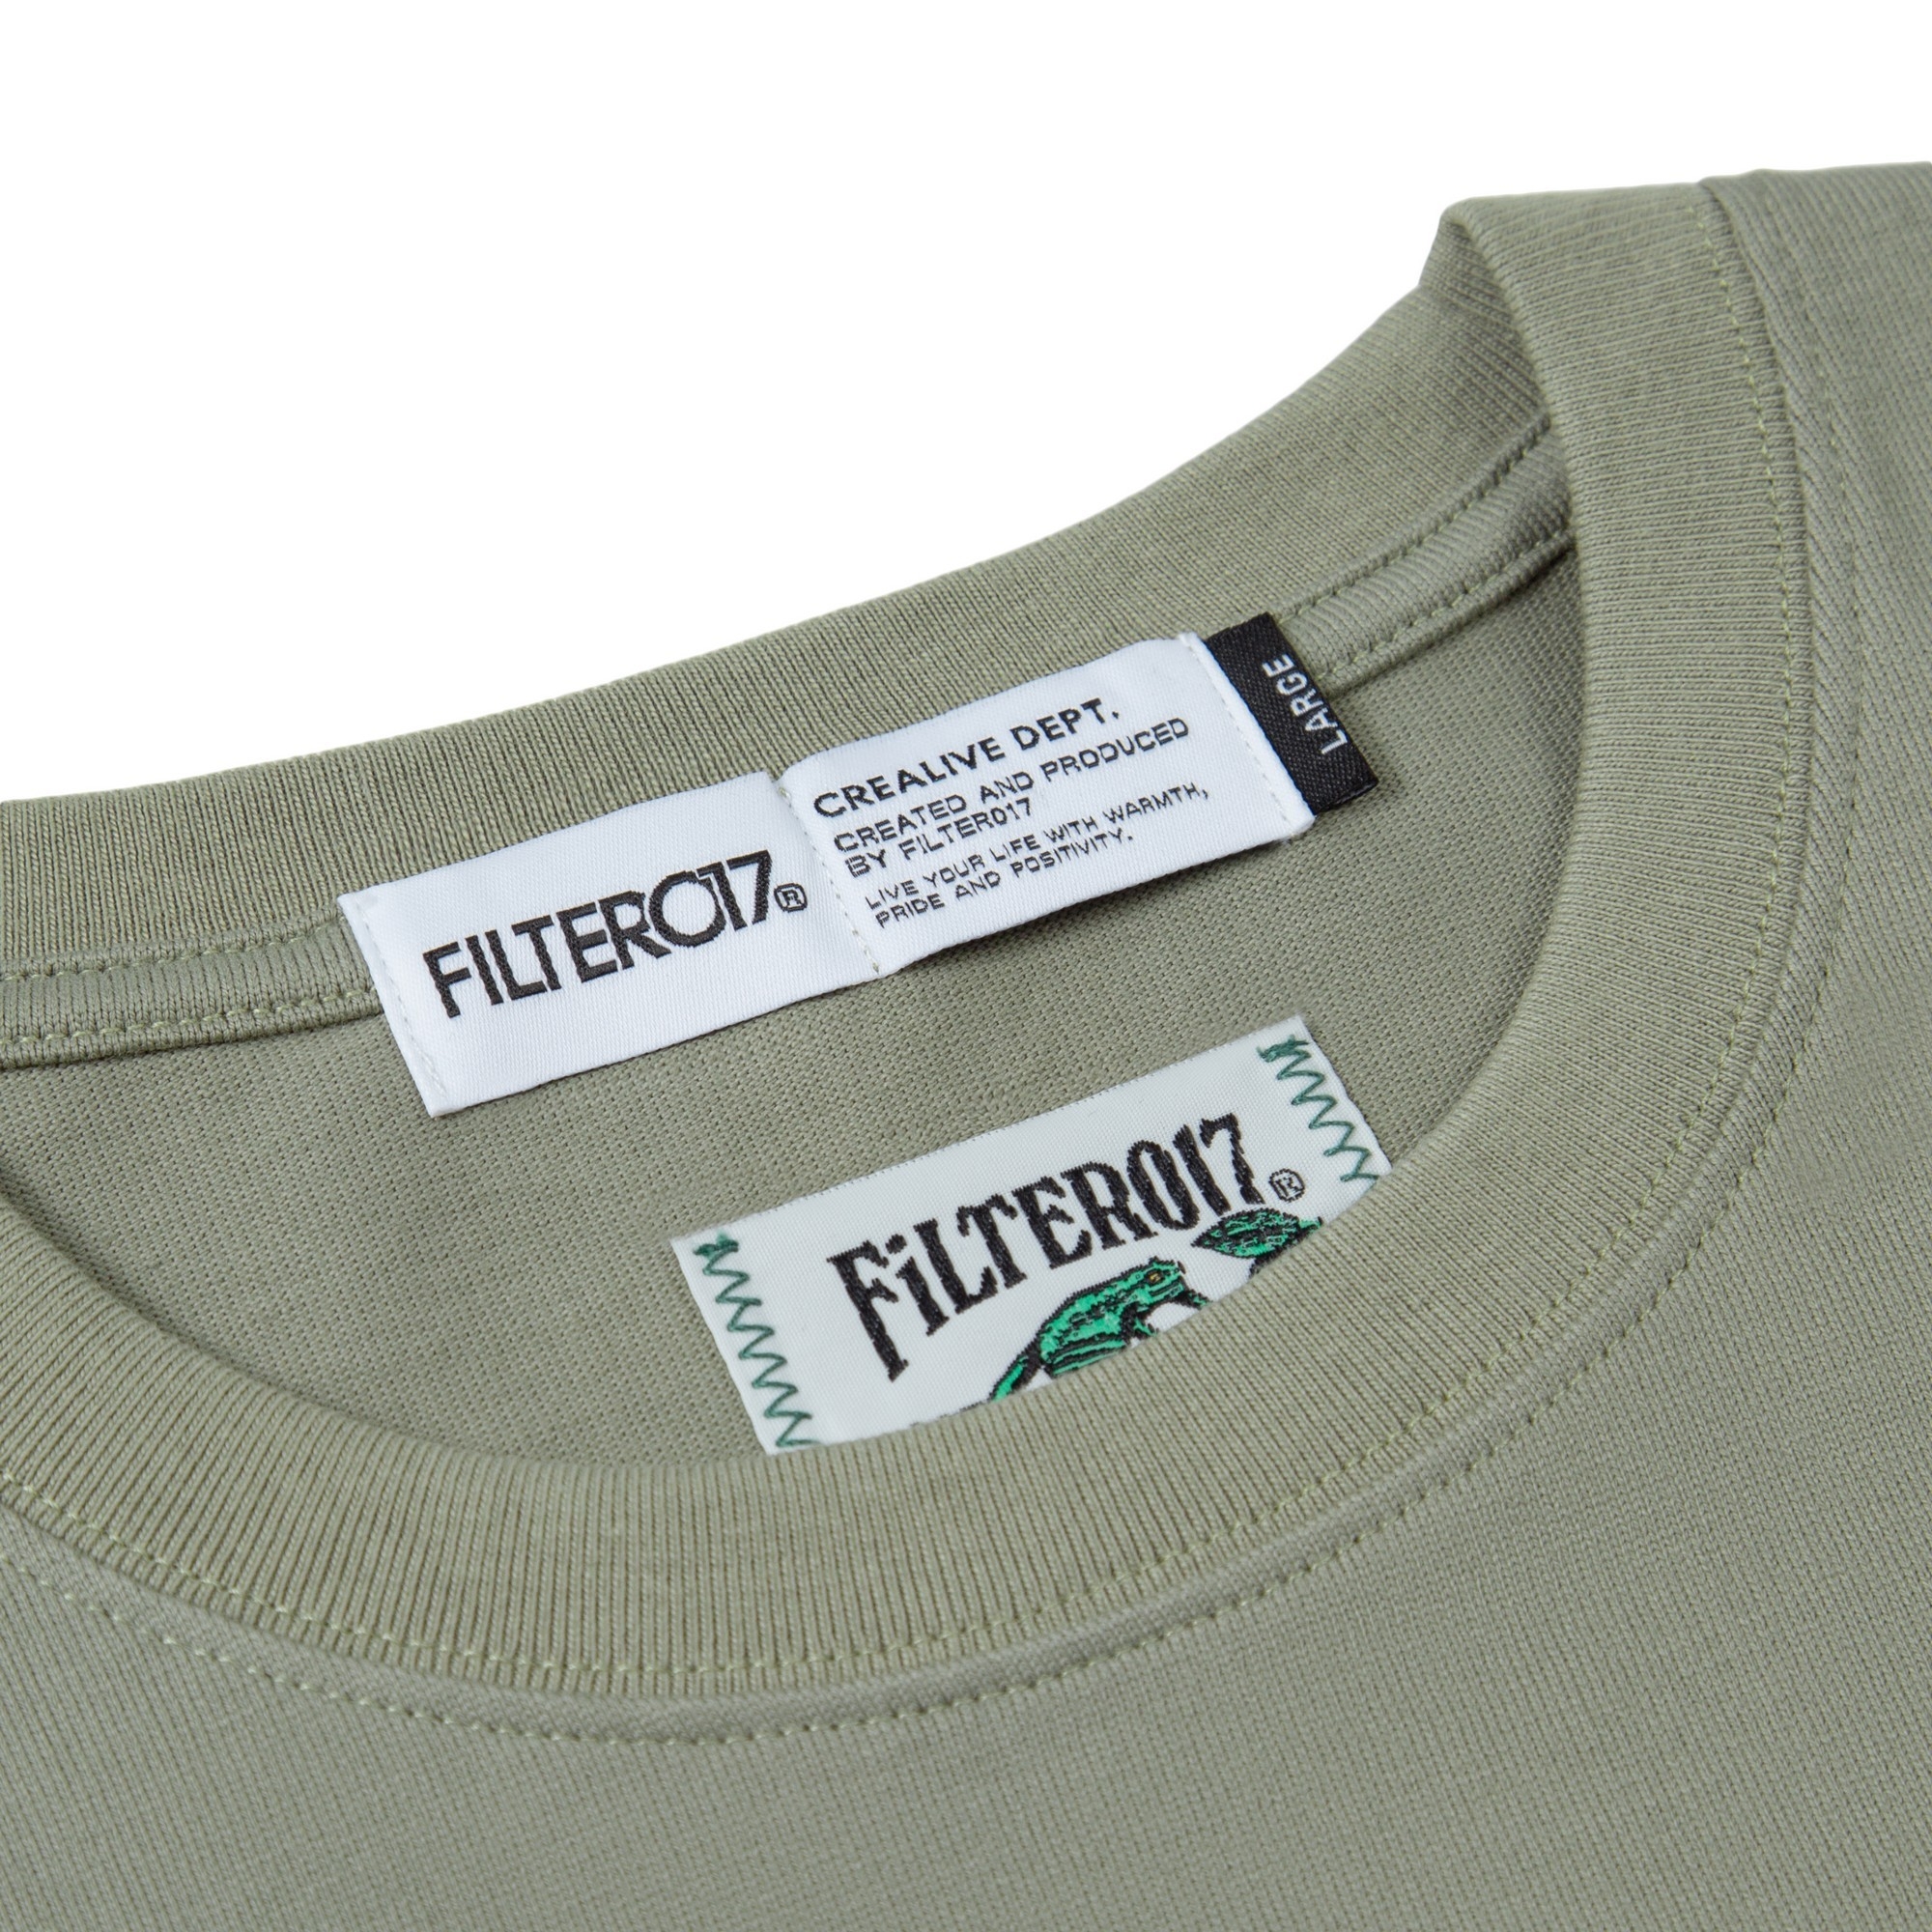 FILTER017®
CREALIVE DEPT.
CREATED AND PRODUCED
BY FILTER017
LIVE YOUR LIFE WITH WARMTH,
PRIDE AND POSITIVITY.
LARGE
FiLTER017®